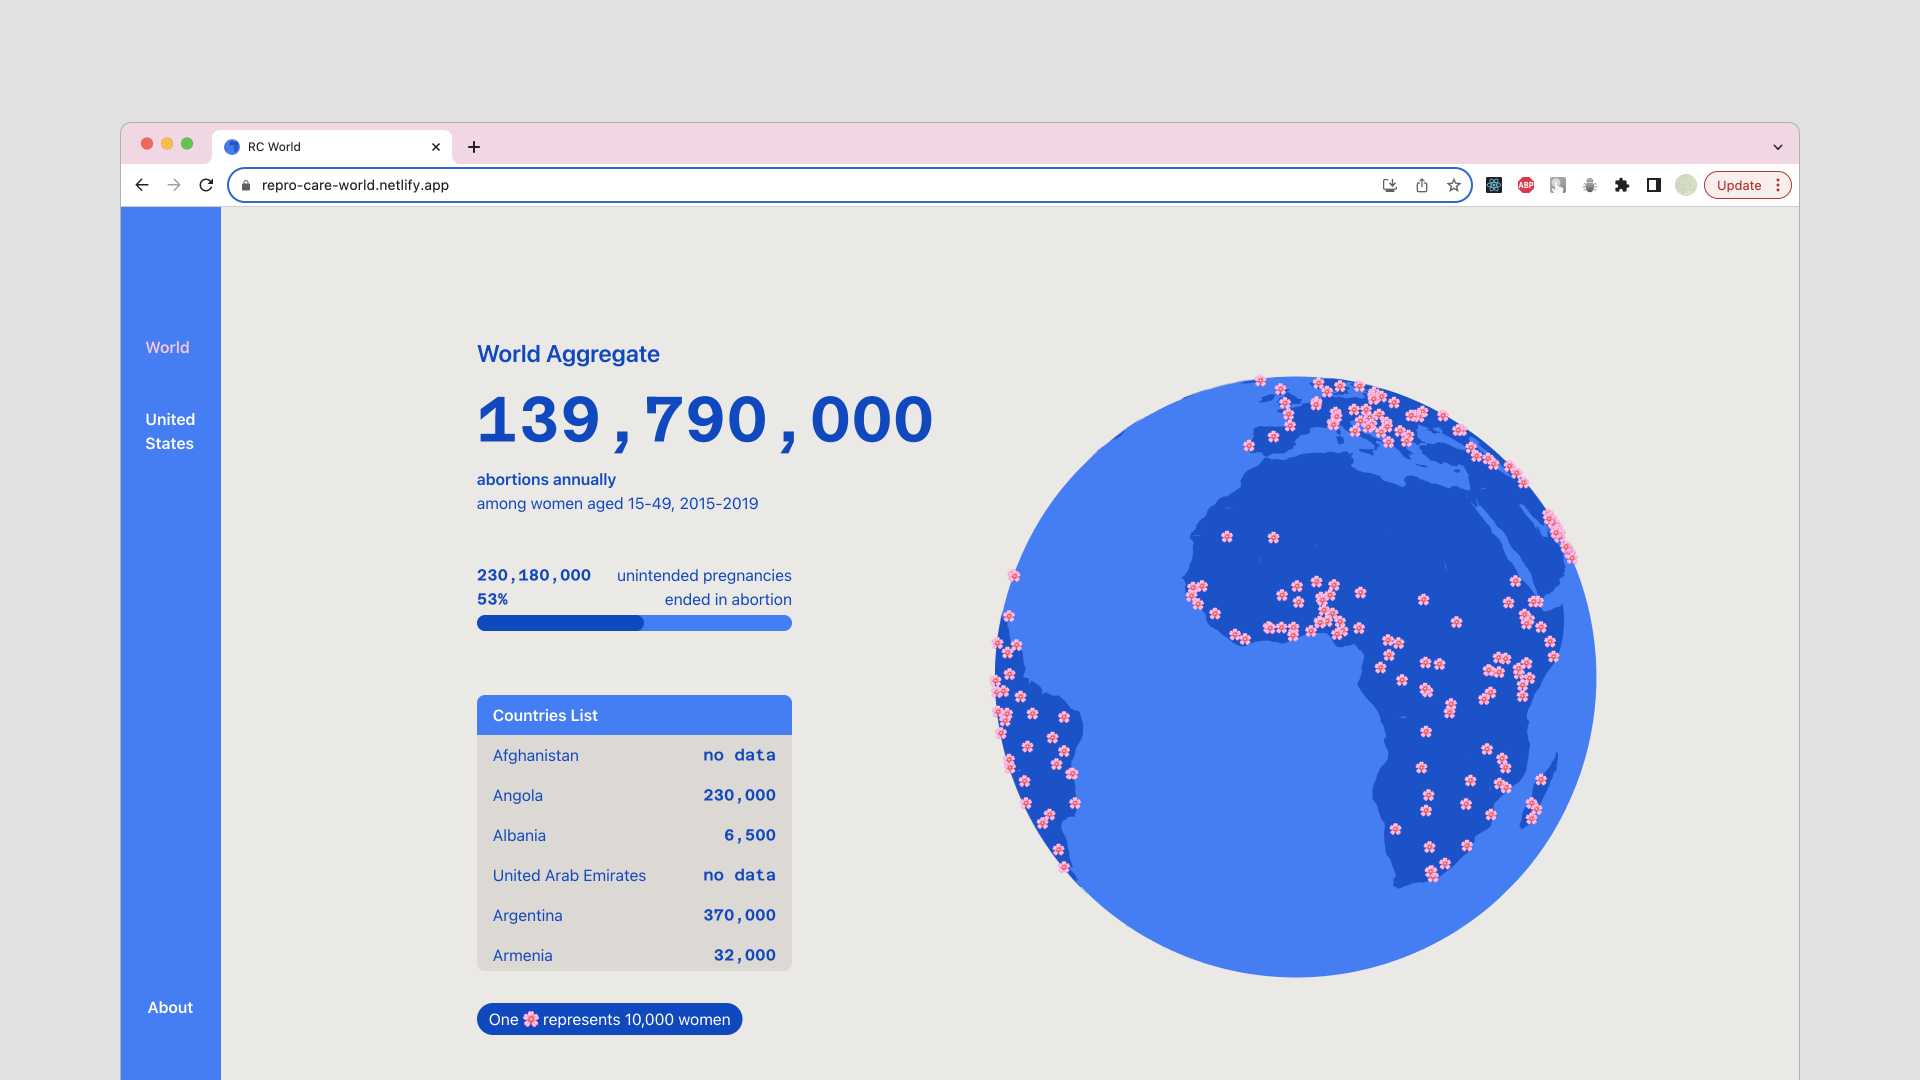 RC World
repro-care-world.netlify.app
ABP
Update
World
United
States
About
World Aggregate
139,790,000
abortions annually
among women aged 15-49, 2015-2019
230,180,000 unintended pregnancies
53% ended in abortion
Countries List
Afghanistan no data
Angola 230,000
Albania 6,500
United Arab Emirates no data
Argentina 370,000
Armenia 32,000
One 🌸 represents 10,000 women